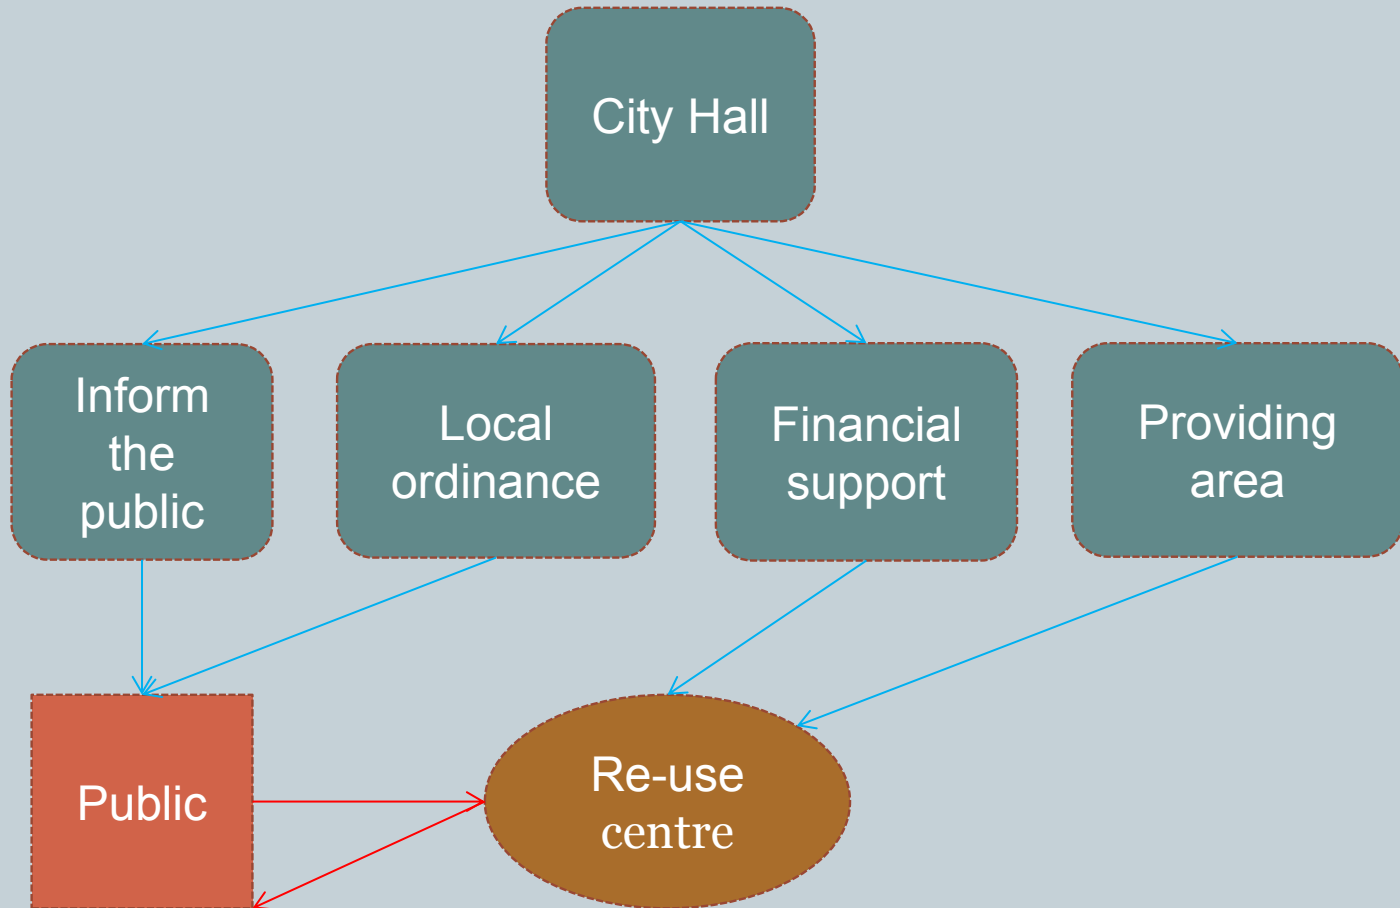 City Hall
Inform
the
public
Local
ordinance
Financial
support
Providing
area
Public
Re-use
centre